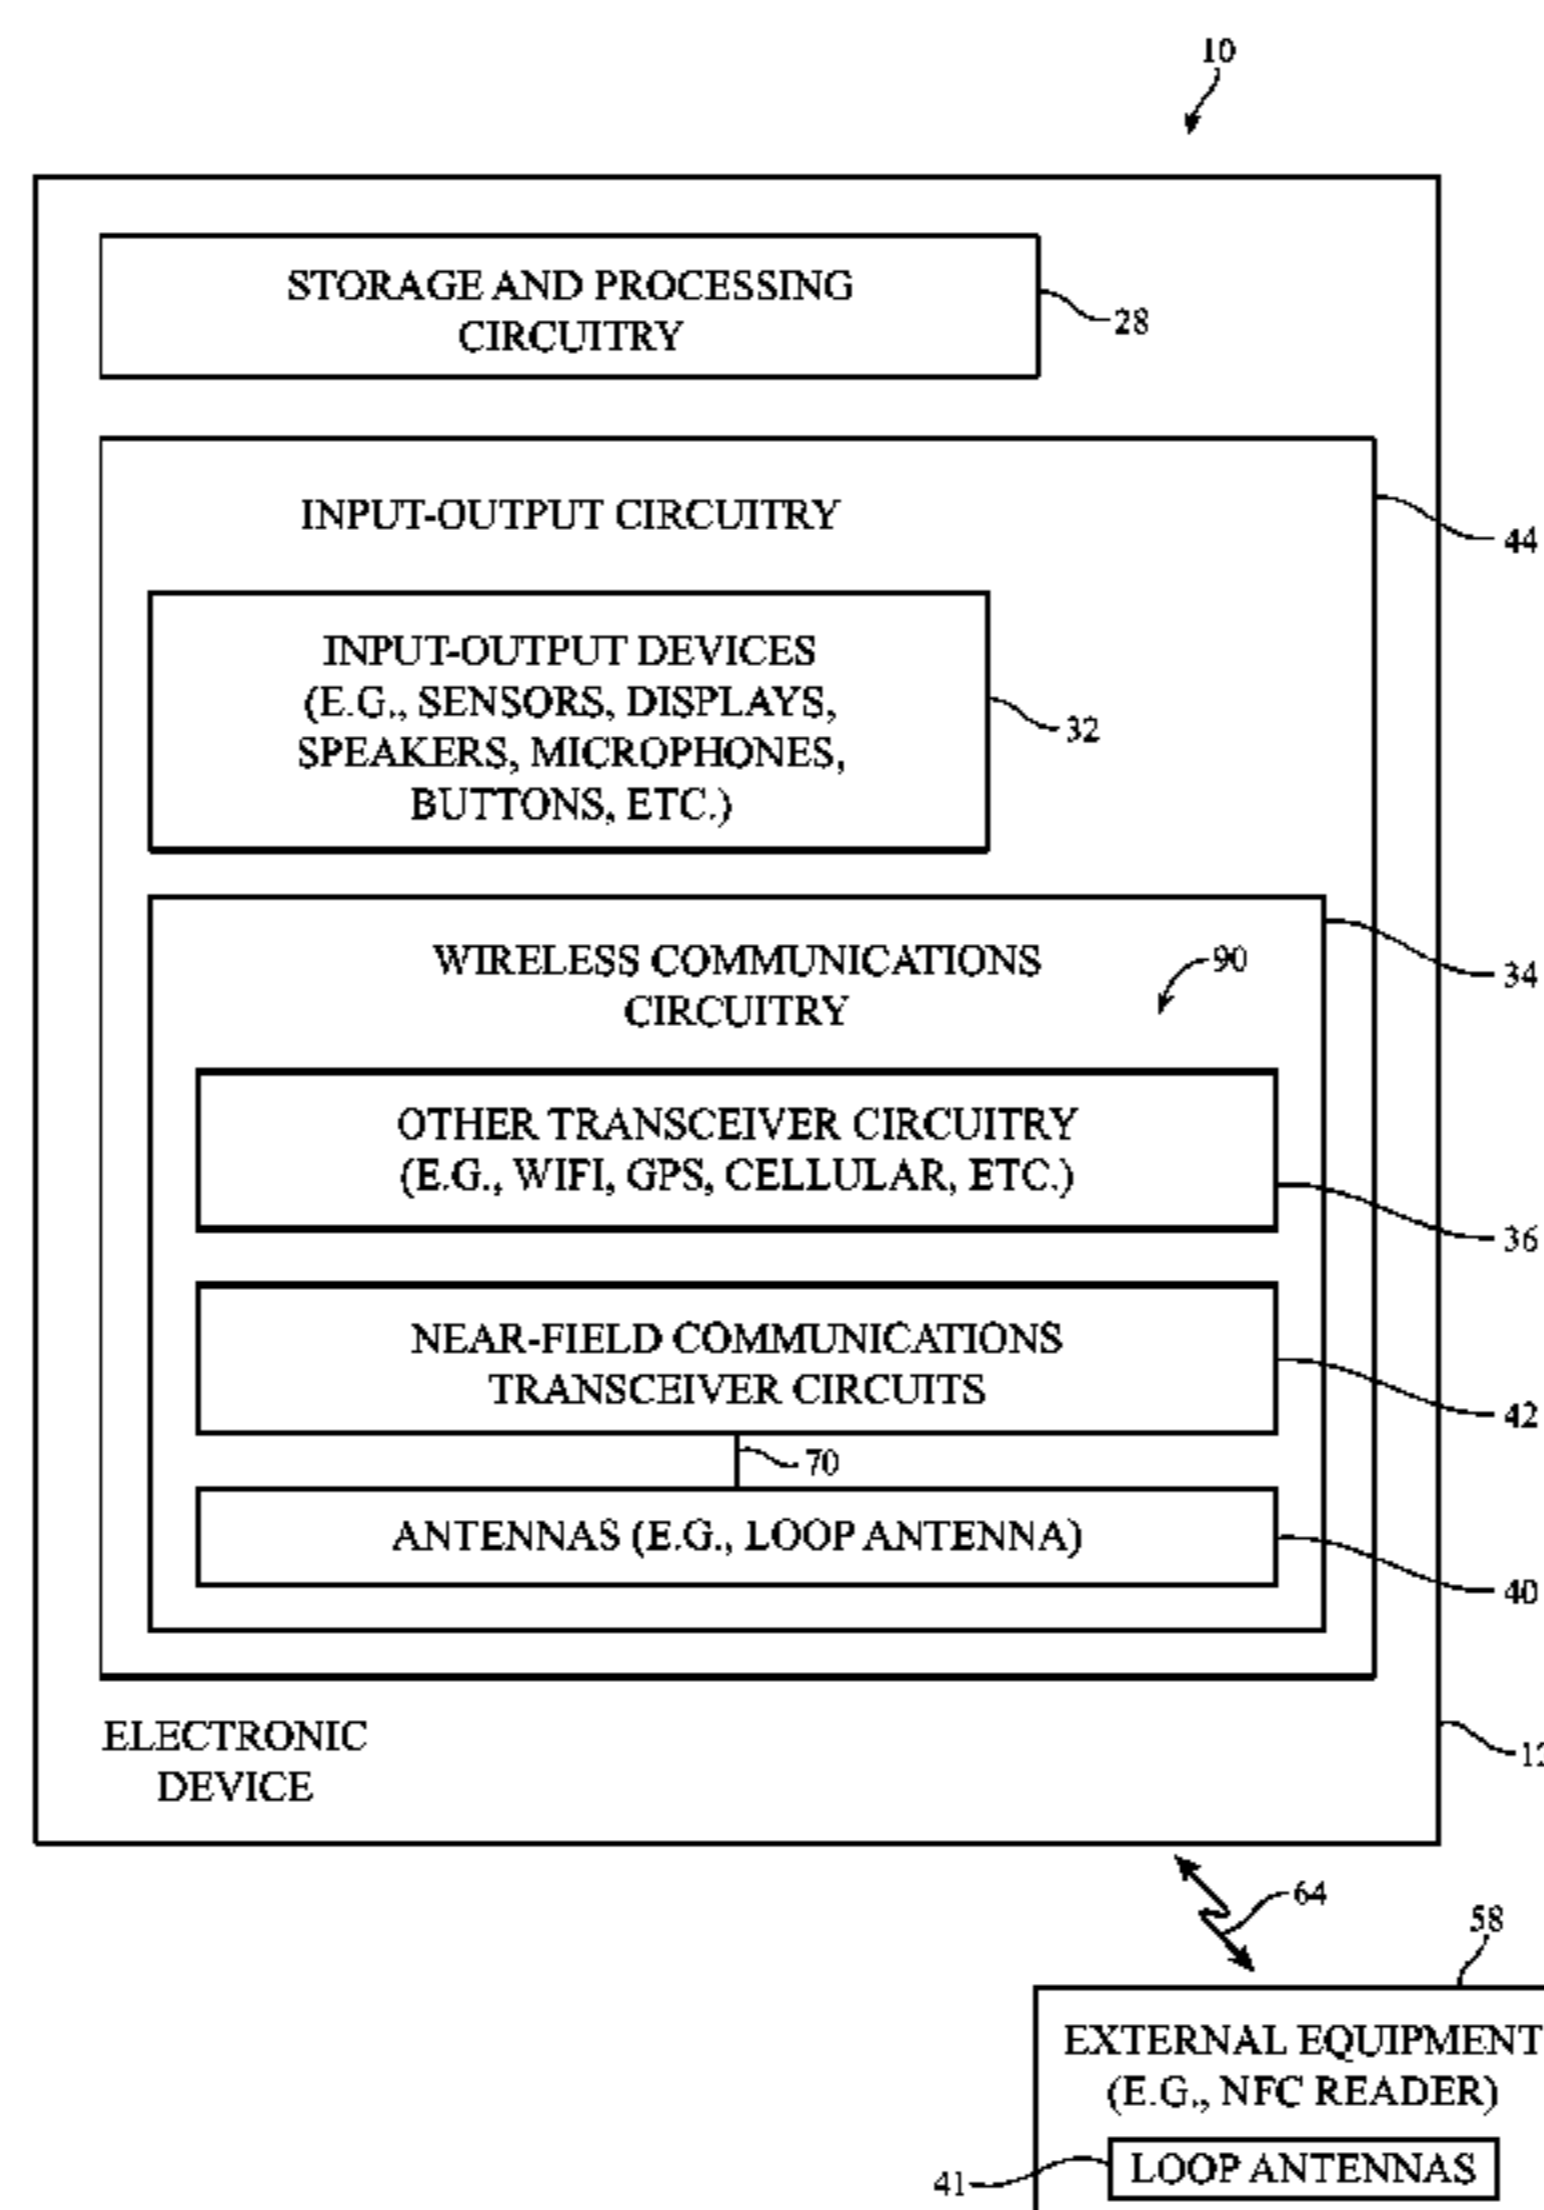 10
STORAGE AND PROCESSING
CIRCUITRY
28
INPUT-OUTPUT CIRCUITRY
44
INPUT-OUTPUT DEVICES
(E.G., SENSORS, DISPLAYS,
SPEAKERS, MICROPHONES,
BUTTONS, ETC.)
32
WIRELESS COMMUNICATIONS
CIRCUITRY
90
34
OTHER TRANSCEIVER CIRCUITRY
(E.G., WIFI, GPS, CELLULAR, ETC.)
36
NEAR-FIELD COMMUNICATIONS
TRANSCEIVER CIRCUITS
42
70
ANTENNAS (E.G., LOOP ANTENNA)
40
ELECTRONIC
DEVICE
64
58
EXTERNAL EQUIPMENT
(E.G., NFC READER)
LOOP ANTENNAS
41